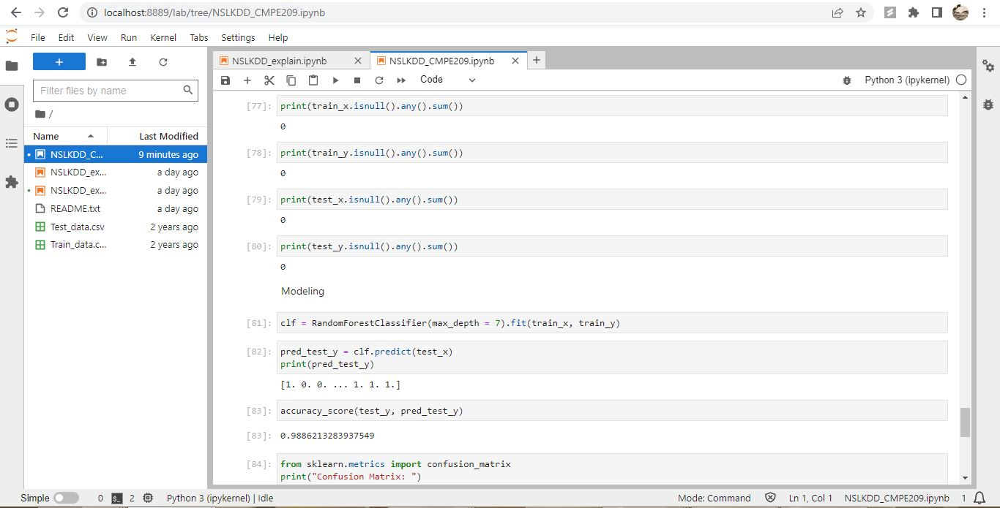 localhost:8889/lab/tree/NSLKDD_CMPE209.ipynb
File Edit View Run Kernel Tabs Settings Help
NSLKDD_explain.ipynb
NSLKDD_CMPE209.ipynb
Code
Python 3 (ipykernel)
Filter files by name
/
Name Last Modified
NSLKDD_C... 9 minutes ago
NSLKDD_ex... a day ago
NSLKDD_ex... a day ago
README.txt a day ago
Test_data.csv 2 years ago
Train_data.c... 2 years ago
[77]: print(train_x.isnull().any().sum())
0
[78]: print(train_y.isnull().any().sum())
0
[79]: print(test_x.isnull().any().sum())
0
[80]: print(test_y.isnull().any().sum())
0
Modeling
[81]: clf = RandomForestClassifier(max_depth = 7).fit(train_x, train_y)
[82]: pred_test_y = clf.predict(test_x)
print(pred_test_y)
[1. 0. 0. ... 1. 1. 1.]
[83]: accuracy_score(test_y, pred_test_y)
[83]: 0.9886213283937549
[84]: from sklearn.metrics import confusion_matrix
print("Confusion Matrix: ")
Simple 0 2 Python 3 (ipykernel) | Idle Mode: Command Ln 1, Col 1 NSLKDD_CMPE209.ipynb 1